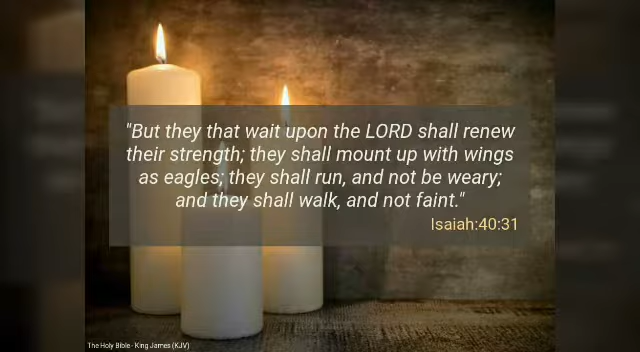 "But they that wait upon the LORD shall renew
their strength; they shall mount up with wings
as eagles; they shall run, and not be weary;
and they shall walk, and not faint."
Isaiah:40:31
The Holy Bible - King James (KJV)